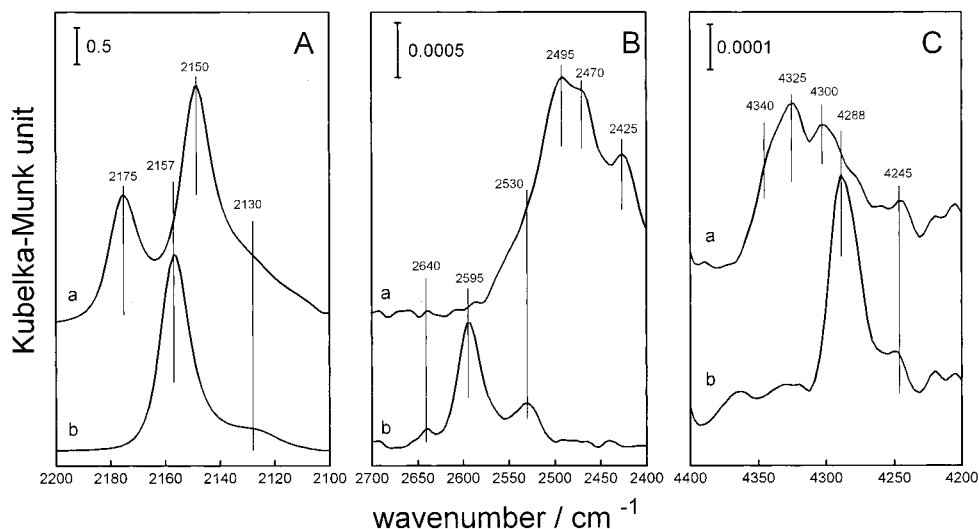 0.5
A
2150
2175
2157
2130
a
b
2200 2180 2160 2140 2120 2100
0.0005
B
2495
2470
2425
2530
2640
2595
a
b
2700 2650 2600 2550 2500 2450 2400
0.0001
C
4325
4340
4300
4288
4245
a
b
4400 4350 4300 4250 4200
Kubelka-Munk unit
wavenumber / cm -1